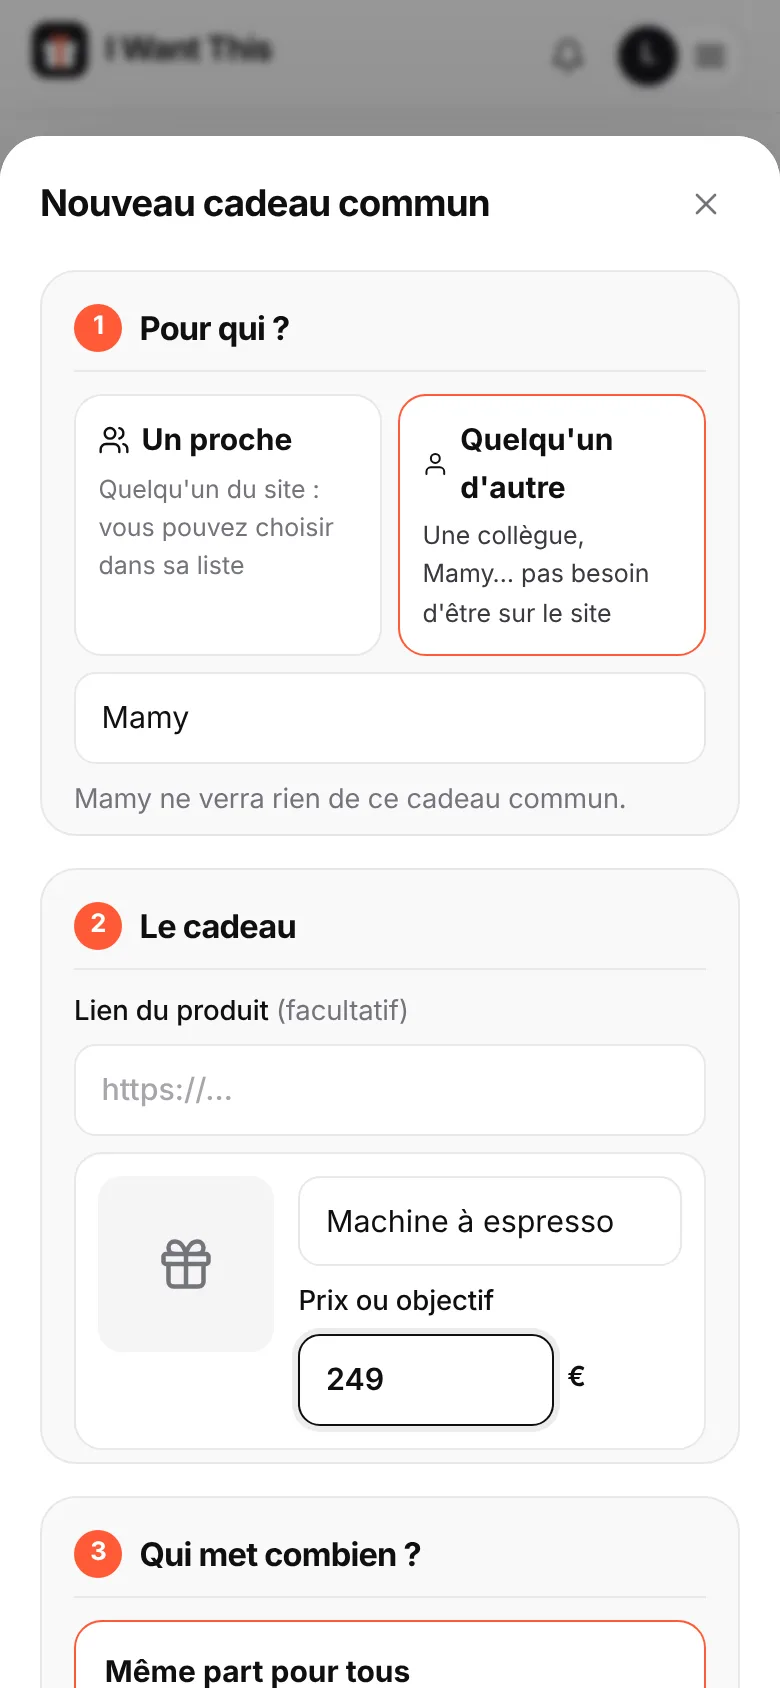 I Want This
L
Nouveau cadeau commun
1 Pour qui ?
Un proche
Quelqu'un du site :
vous pouvez choisir
dans sa liste
Quelqu'un
d'autre
Une collègue,
Mamy... pas besoin
d'être sur le site
Mamy
Mamy ne verra rien de ce cadeau commun.
2 Le cadeau
Lien du produit (facultatif)
https://...
Machine à espresso
Prix ou objectif
249 €
3 Qui met combien ?
Même part pour tous